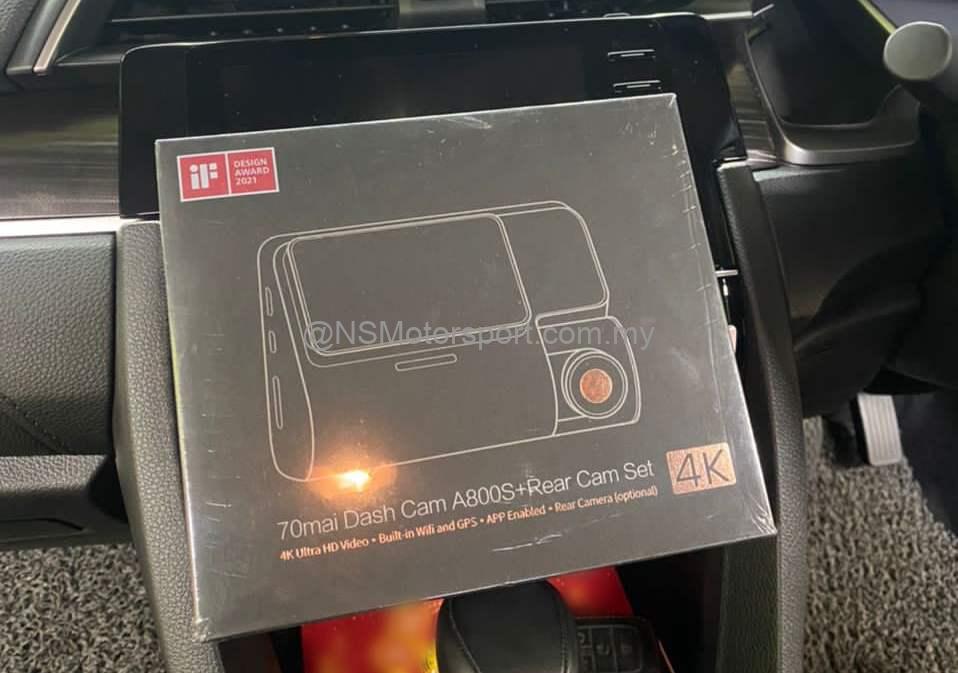 iF
DESIGN
AWARD
2021
@NSMotorsport.com.my
70mai Dash Cam A800S+Rear Cam Set
4K
4K Ultra HD Video • Built-in Wifi and GPS • APP Enabled • Rear Camera (optional)